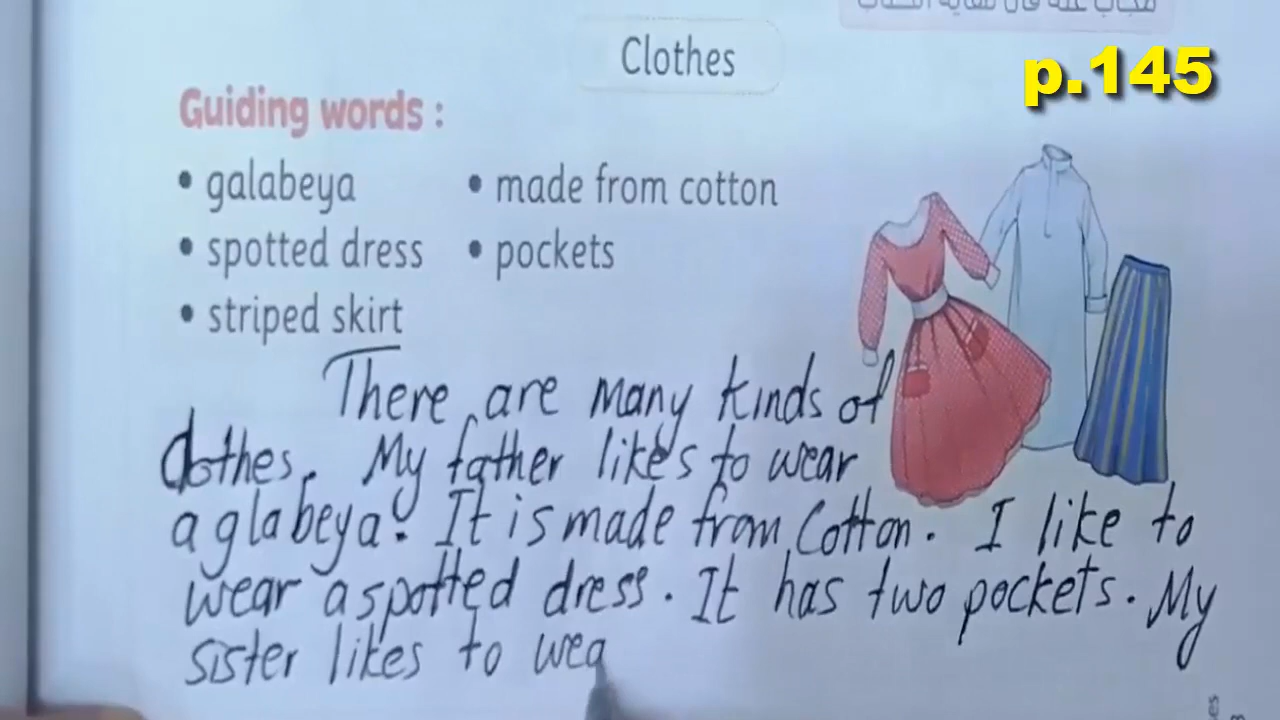 Clothes
p.145
Guiding words :
• galabeya • made from cotton
• spotted dress • pockets
• striped skirt
There are many kinds of
clothes. My father likes to wear
a glabeya. It is made from Cotton. I like to
wear a spotted dress. It has two pockets. My
sister likes to wea